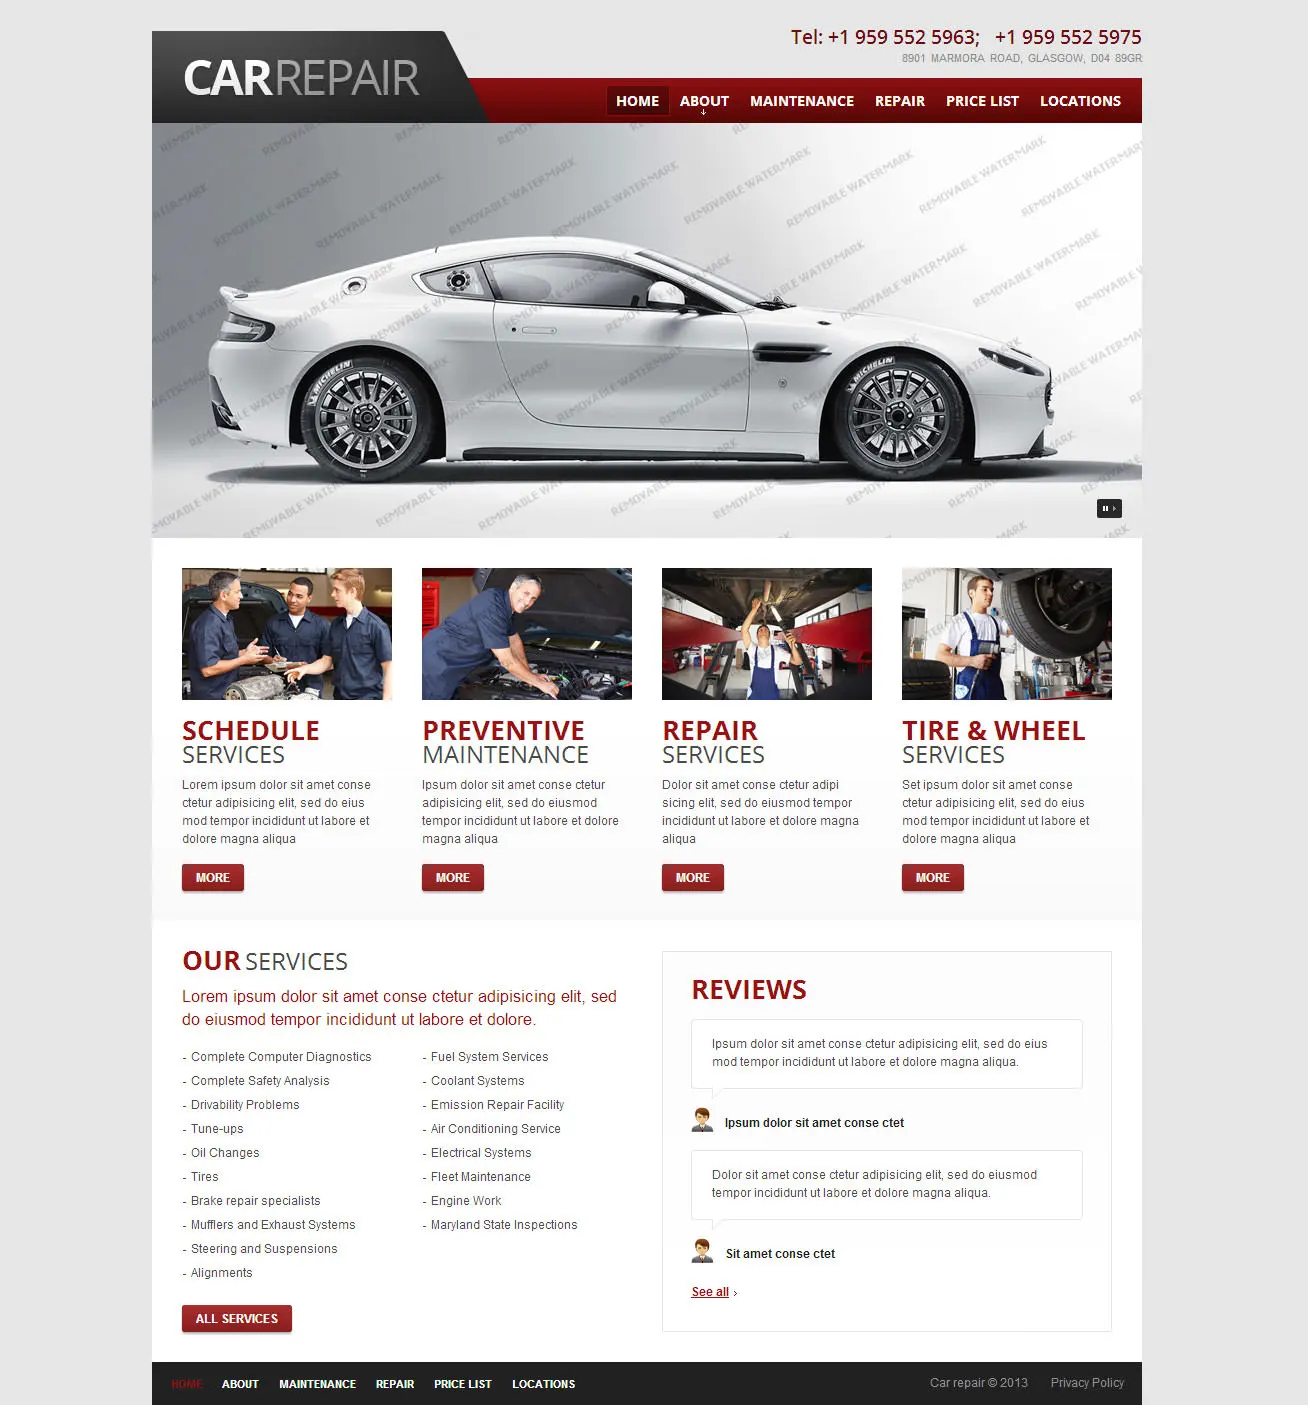 CARREPAIR
Tel: +1 959 552 5963; +1 959 552 5975
8901 MARMORA ROAD, GLASGOW, D04 89GR
HOME ABOUT MAINTENANCE REPAIR PRICE LIST LOCATIONS
REMOVABLE WATERMARK
MICHELIN
MICHELIN
SCHEDULE
SERVICES
Lorem ipsum dolor sit amet conse
ctetur adipisicing elit, sed do eius
mod tempor incididunt ut labore et
dolore magna aliqua
MORE
PREVENTIVE
MAINTENANCE
Ipsum dolor sit amet conse ctetur
adipisicing elit, sed do eiusmod
tempor incididunt ut labore et dolore
magna aliqua
MORE
REPAIR
SERVICES
Dolor sit amet conse ctetur adipi
sicing elit, sed do eiusmod tempor
incididunt ut labore et dolore magna
aliqua
MORE
TIRE & WHEEL
SERVICES
Set ipsum dolor sit amet conse
ctetur adipisicing elit, sed do eius
mod tempor incididunt ut labore et
dolore magna aliqua
MORE
OUR SERVICES
Lorem ipsum dolor sit amet conse ctetur adipisicing elit, sed
do eiusmod tempor incididunt ut labore et dolore.
- Complete Computer Diagnostics
- Complete Safety Analysis
- Drivability Problems
- Tune-ups
- Oil Changes
- Tires
- Brake repair specialists
- Mufflers and Exhaust Systems
- Steering and Suspensions
- Alignments
- Fuel System Services
- Coolant Systems
- Emission Repair Facility
- Air Conditioning Service
- Electrical Systems
- Fleet Maintenance
- Engine Work
- Maryland State Inspections
ALL SERVICES
REVIEWS
Ipsum dolor sit amet conse ctetur adipisicing elit, sed do eius
mod tempor incididunt ut labore et dolore magna aliqua.
Ipsum dolor sit amet conse ctet
Dolor sit amet conse ctetur adipisicing elit, sed do eiusmod
tempor incididunt ut labore et dolore magna aliqua.
Sit amet conse ctet
See all ›
HOME ABOUT MAINTENANCE REPAIR PRICE LIST LOCATIONS
Car repair © 2013 Privacy Policy